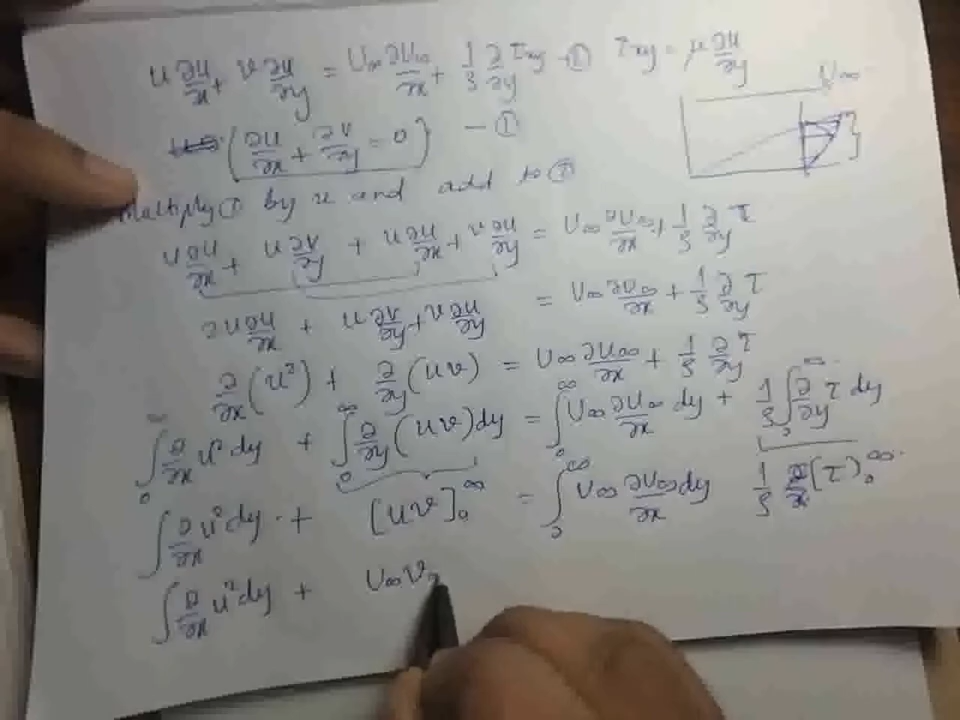 u ∂u/∂x + v ∂u/∂y = U∞ ∂U∞/∂x + 1/ρ ∂/∂y τxy - ② τxy = μ ∂u/∂y
U∞
(∂u/∂x + ∂v/∂y = 0) - ①
Multiply ① by u and add to ②
u ∂u/∂x + u ∂v/∂y + u ∂u/∂x + v ∂u/∂y = U∞ ∂U∞/∂x + 1/ρ ∂/∂y τ
2u ∂u/∂x + u ∂v/∂y + v ∂u/∂y = U∞ ∂U∞/∂x + 1/ρ ∂/∂y τ
∂/∂x (u²) + ∂/∂y (uv) = U∞ ∂U∞/∂x + 1/ρ ∂/∂y τ
∫₀^∞ ∂/∂x u² dy + ∫₀^∞ ∂/∂y (uv) dy = ∫₀^∞ U∞ ∂U∞/∂x dy + 1/ρ ∫₀^∞ ∂/∂y τ dy
∫ ∂/∂x u² dy + [uv]₀^∞ = ∫₀^∞ U∞ ∂U∞/∂x dy 1/ρ (τ)₀^∞
∫ ∂/∂x u² dy + U∞ V∞